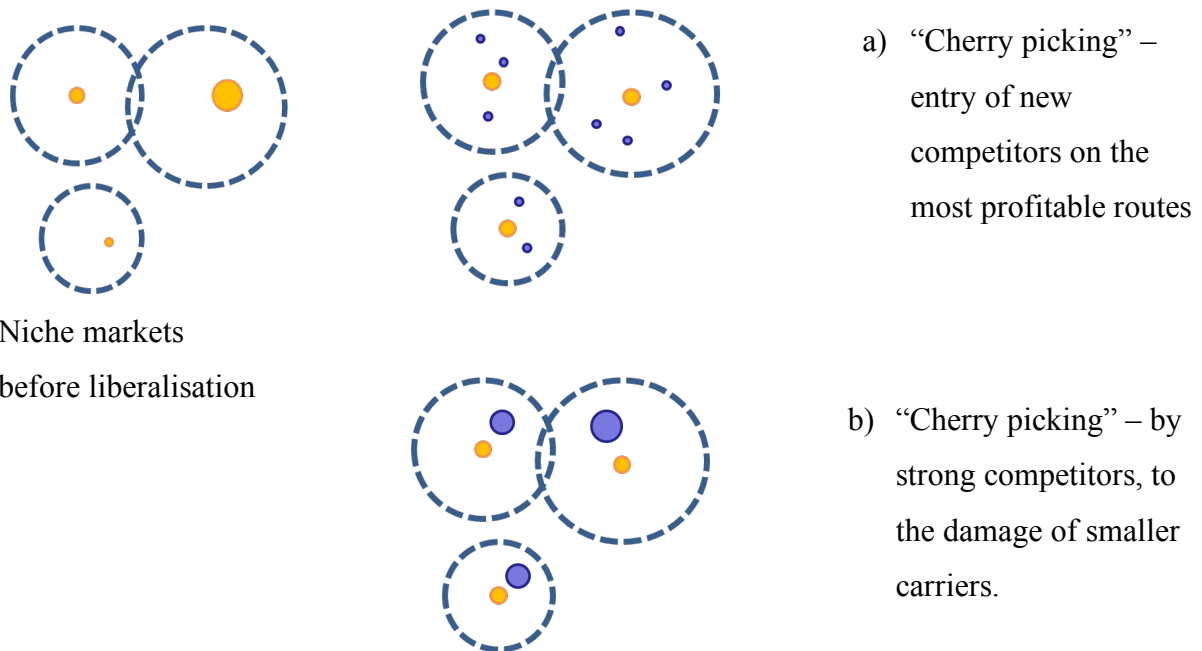 a) “Cherry picking” –
entry of new
competitors on the
most profitable routes
Niche markets
before liberalisation
b) “Cherry picking” – by
strong competitors, to
the damage of smaller
carriers.